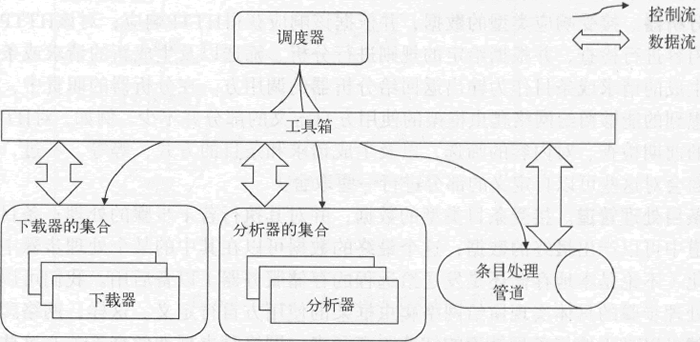 控制流
数据流
调度器
工具箱
下载器的集合
下载器
分析器的集合
分析器
条目处理
管道